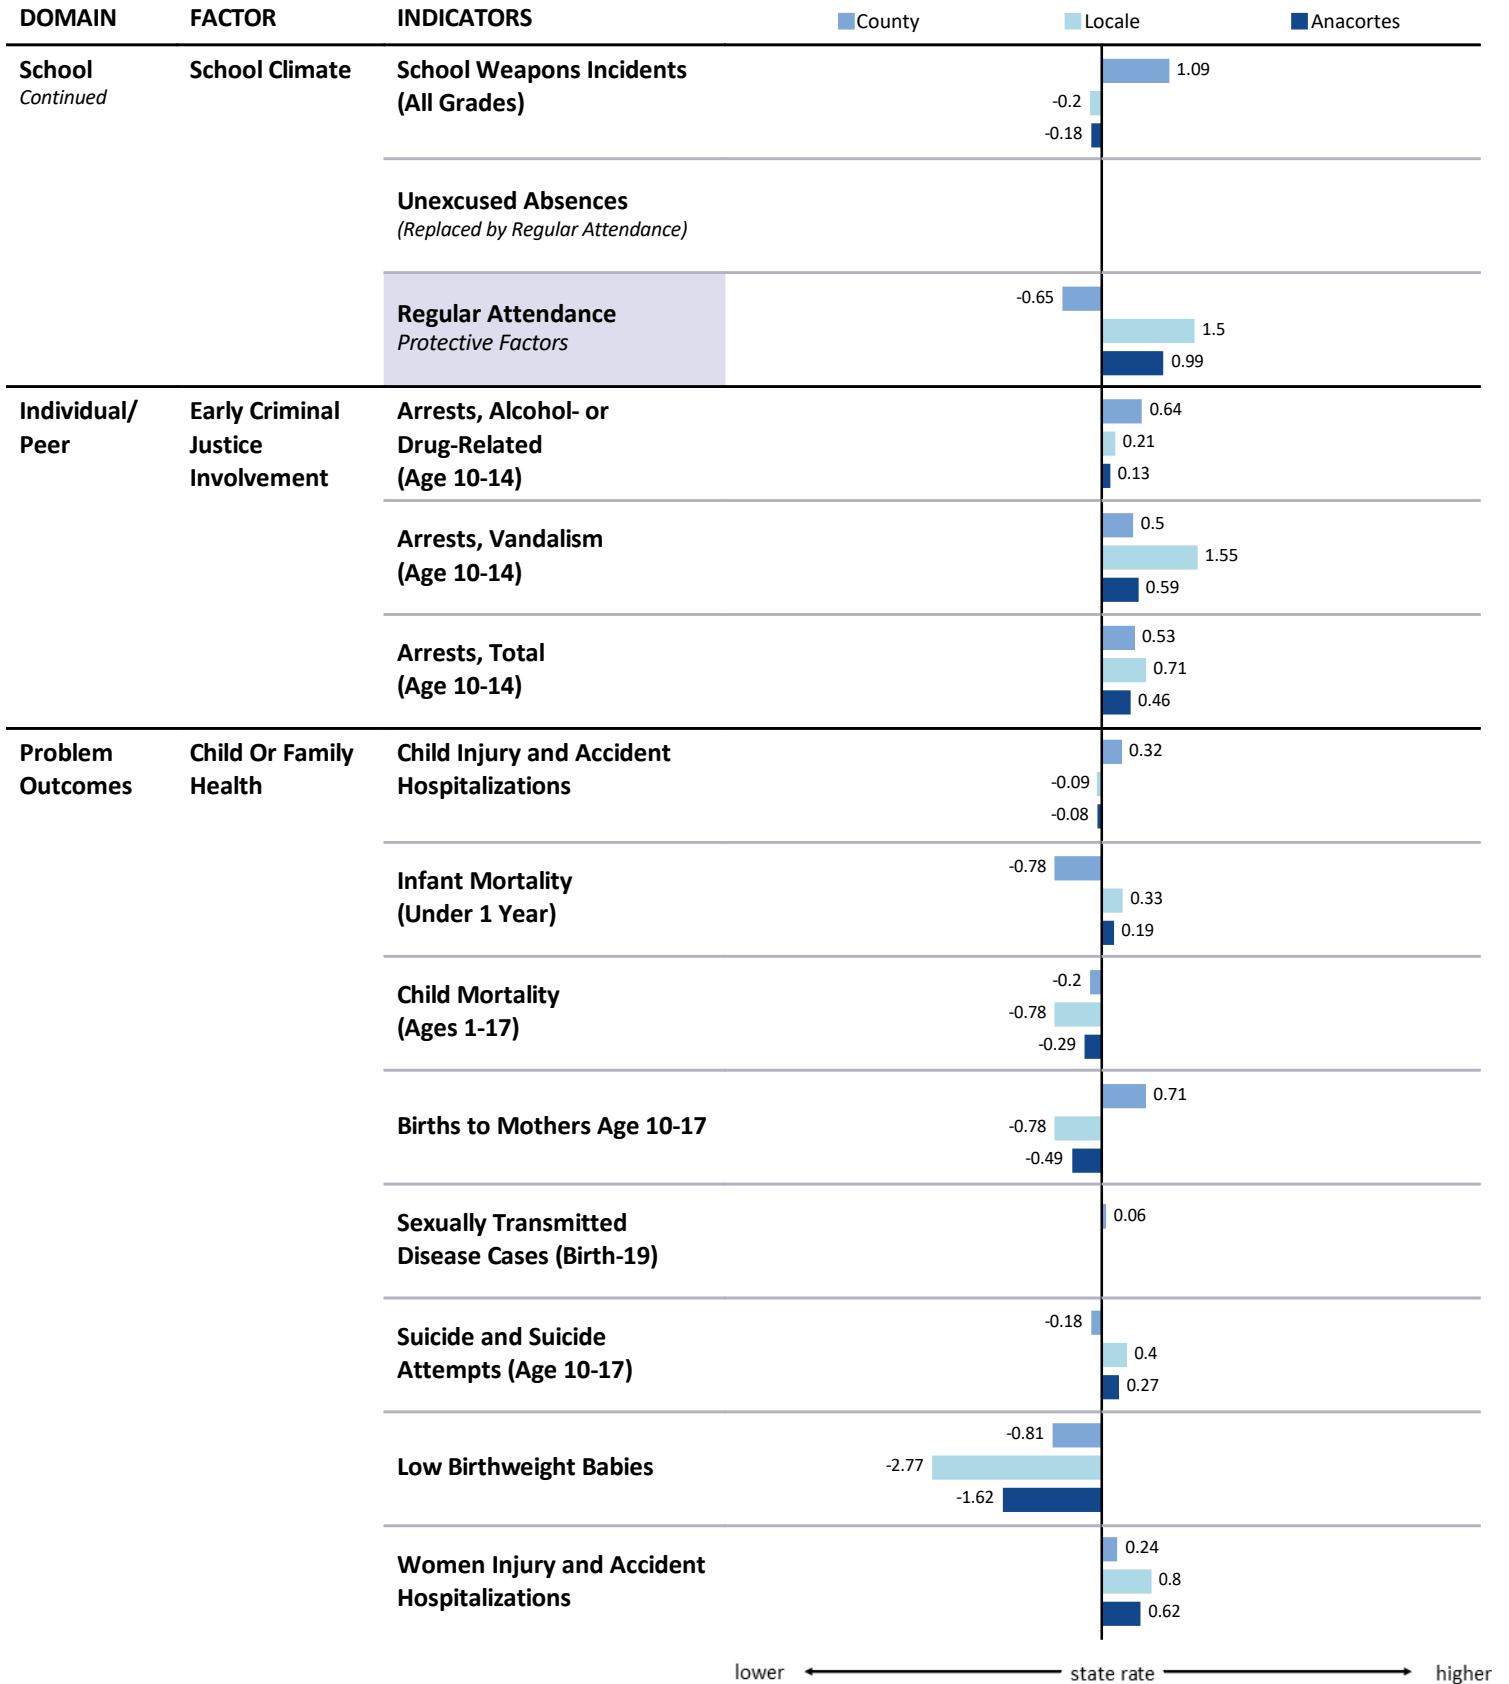 DOMAIN FACTOR INDICATORS County Locale Anacortes
School School Climate School Weapons Incidents 1.09
Continued (All Grades) -0.2
-0.18
Unexcused Absences
(Replaced by Regular Attendance)
-0.65
Regular Attendance 1.5
Protective Factors 0.99
Individual/ Early Criminal Arrests, Alcohol- or 0.64
Peer Justice Drug-Related 0.21
Involvement (Age 10-14) 0.13
0.5
Arrests, Vandalism 1.55
(Age 10-14) 0.59
0.53
Arrests, Total 0.71
(Age 10-14) 0.46
Problem Child Or Family Child Injury and Accident 0.32
Outcomes Health Hospitalizations -0.09
-0.08
-0.78
Infant Mortality 0.33
(Under 1 Year) 0.19
-0.2
Child Mortality -0.78
(Ages 1-17) -0.29
0.71
Births to Mothers Age 10-17 -0.78
-0.49
Sexually Transmitted 0.06
Disease Cases (Birth-19)
-0.18
Suicide and Suicide 0.4
Attempts (Age 10-17) 0.27
-0.81
Low Birthweight Babies -2.77
-1.62
0.24
Women Injury and Accident 0.8
Hospitalizations 0.62
lower state rate higher